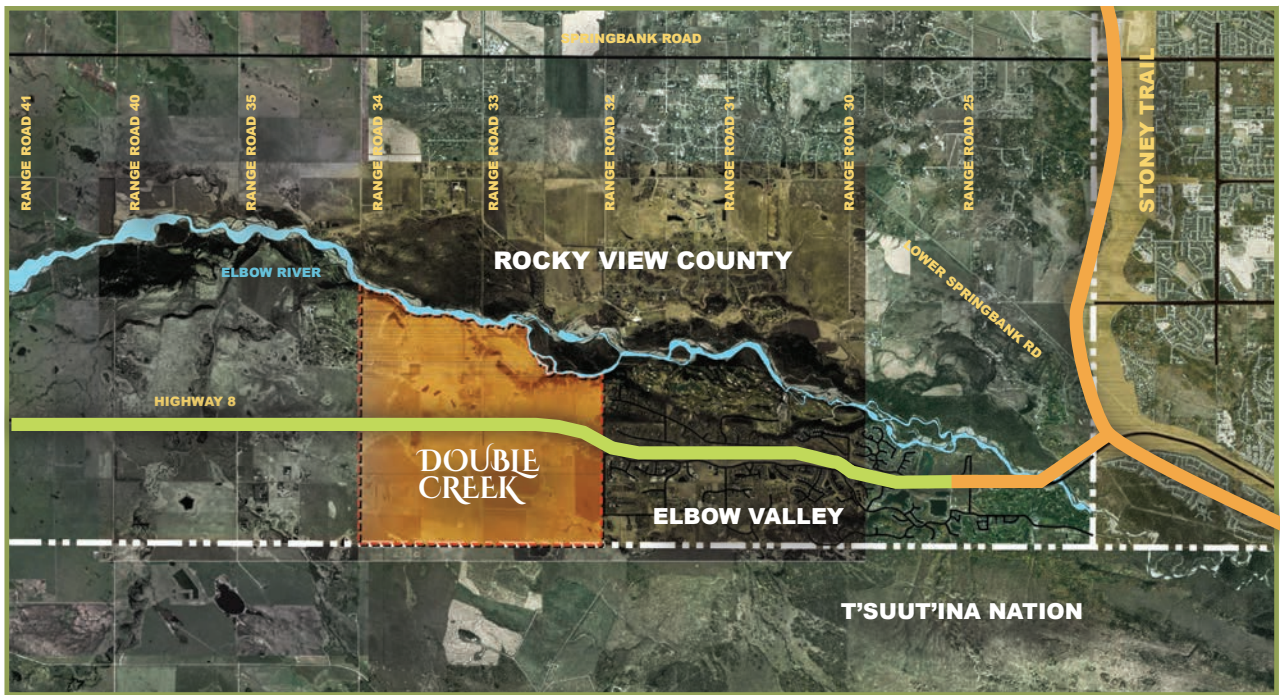 SPRINGBANK ROAD
STONEY TRAIL
RANGE ROAD 41
RANGE ROAD 40
RANGE ROAD 35
RANGE ROAD 34
RANGE ROAD 33
RANGE ROAD 32
RANGE ROAD 31
RANGE ROAD 30
RANGE ROAD 25
ROCKY VIEW COUNTY
ELBOW RIVER
LOWER SPRINGBANK RD
HIGHWAY 8
DOUBLE
CREEK
ELBOW VALLEY
T'SUUT'INA NATION